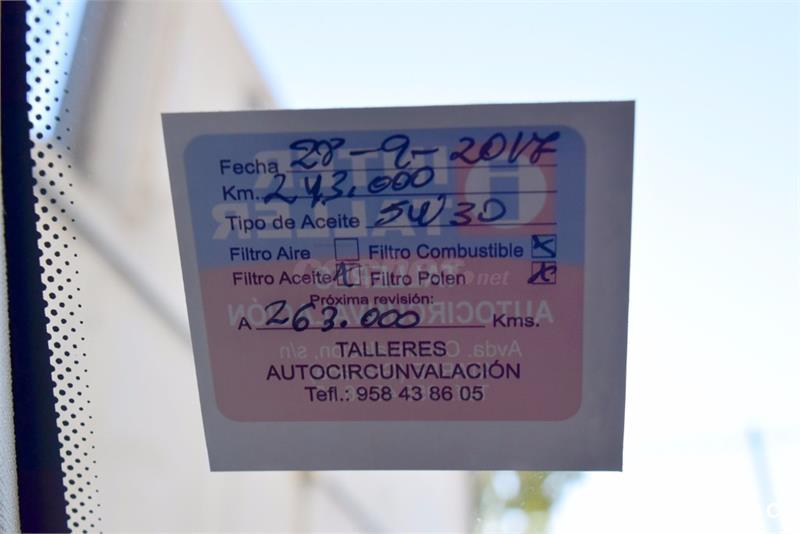 Fecha 28-9-2017
Km. 243.000
Tipo de Aceite 5W30
Filtro Aire Filtro Combustible X
Filtro Aceite X Filtro Polen X
Próxima revisión:
A 263.000 Kms.
TALLERES
AUTOCIRCUNVALACIÓN
Tefl.: 958 43 86 05